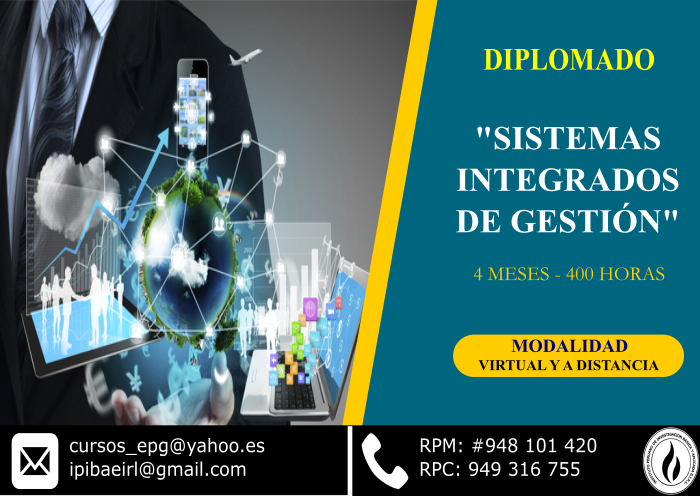 DIPLOMADO
"SISTEMAS
INTEGRADOS
DE GESTIÓN"
4 MESES - 400 HORAS
MODALIDAD
VIRTUAL Y A DISTANCIA
cursos_epg@yahoo.es
ipibaeirl@gmail.com
RPM: #948 101 420
RPC: 949 316 755